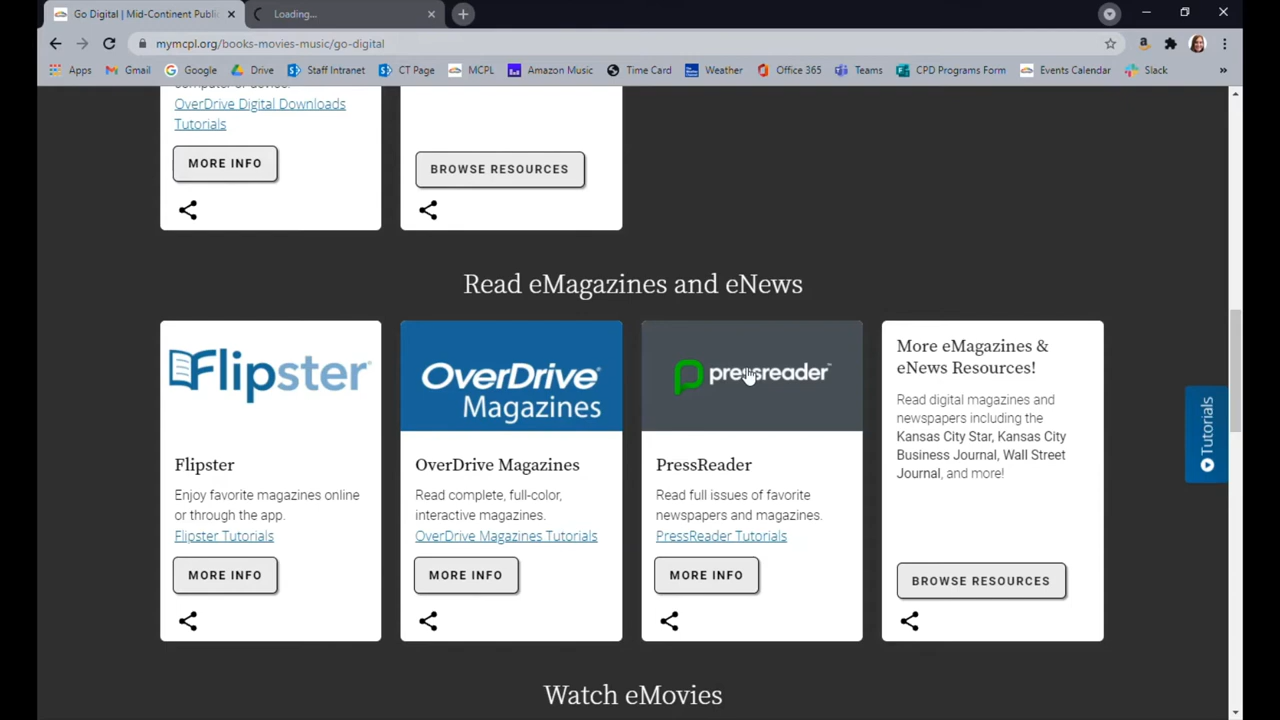 Go Digital | Mid-Continent Public
Loading...
mymcpl.org/books-movies-music/go-digital
Apps
Gmail
Google
Drive
Staff Intranet
CT Page
MCPL
Amazon Music
Time Card
Weather
Office 365
Teams
CPD Programs Form
Events Calendar
Slack
OverDrive Digital Downloads
Tutorials
MORE INFO
BROWSE RESOURCES
Read eMagazines and eNews
Flipster
Flipster
Enjoy favorite magazines online
or through the app.
Flipster Tutorials
MORE INFO
OverDrive
Magazines
OverDrive Magazines
Read complete, full-color,
interactive magazines.
OverDrive Magazines Tutorials
MORE INFO
pressreader
PressReader
Read full issues of favorite
newspapers and magazines.
PressReader Tutorials
MORE INFO
More eMagazines &
eNews Resources!
Read digital magazines and
newspapers including the
Kansas City Star, Kansas City
Business Journal, Wall Street
Journal, and more!
BROWSE RESOURCES
Tutorials
Watch eMovies